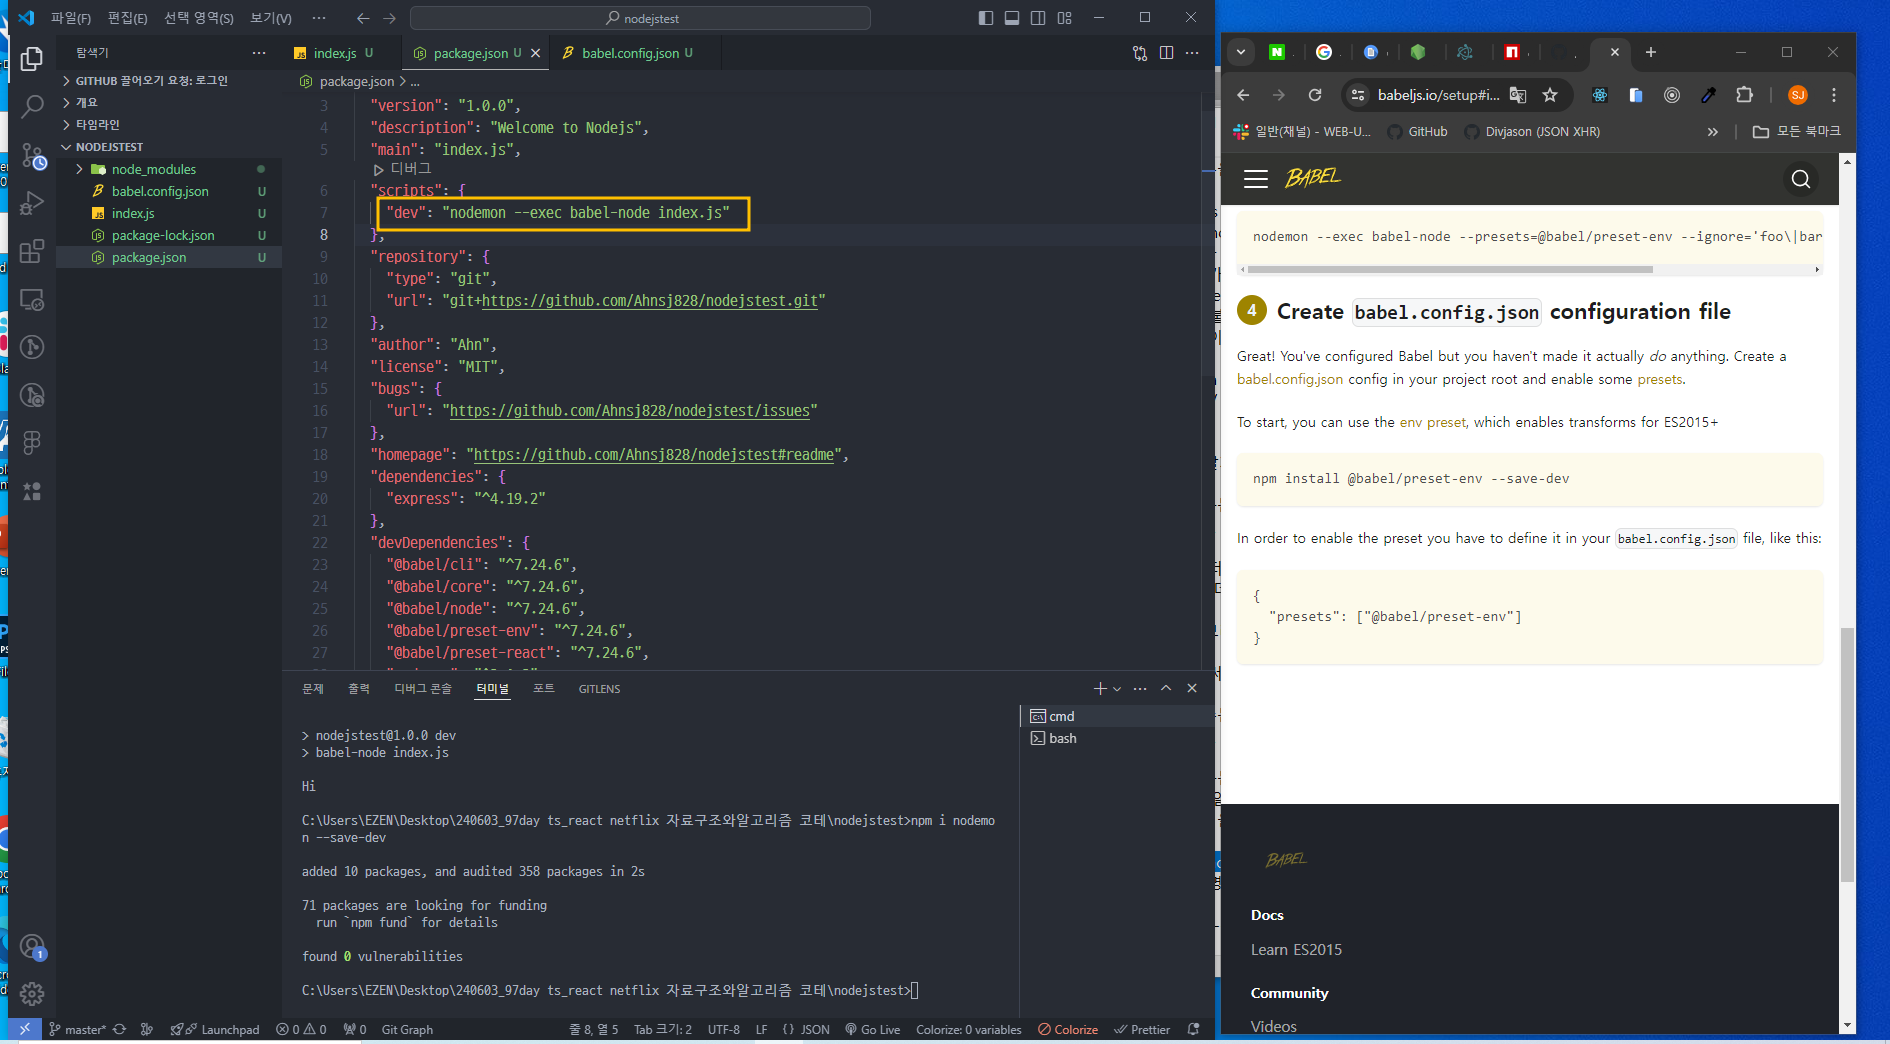 파일(F) 편집(E) 선택 영역(S) 보기(V) ··· nodejstest
탐색기
GITHUB 끌어오기 요청: 로그인
개요
타임라인
NODEJSTEST
node_modules
babel.config.json U
index.js U
package-lock.json U
package.json U
index.js U package.json U babel.config.json U
package.json > ...
3 "version": "1.0.0",
4 "description": "Welcome to Nodejs",
5 "main": "index.js",
디버그
6 "scripts": {
7 "dev": "nodemon --exec babel-node index.js"
8 },
9 "repository": {
10 "type": "git",
11 "url": "git+https://github.com/Ahnsj828/nodejstest.git"
12 },
13 "author": "Ahn",
14 "license": "MIT",
15 "bugs": {
16 "url": "https://github.com/Ahnsj828/nodejstest/issues"
17 },
18 "homepage": "https://github.com/Ahnsj828/nodejstest#readme",
19 "dependencies": {
20 "express": "^4.19.2"
21 },
22 "devDependencies": {
23 "@babel/cli": "^7.24.6",
24 "@babel/core": "^7.24.6",
25 "@babel/node": "^7.24.6",
26 "@babel/preset-env": "^7.24.6",
27 "@babel/preset-react": "^7.24.6",
문제 출력 디버그 콘솔 터미널 포트 GITLENS
> nodejstest@1.0.0 dev
> babel-node index.js
Hi
C:\Users\EZEN\Desktop\240603_97day ts_react netflix 자료구조와알고리즘 코테\nodejstest>npm i nodemo
n --save-dev
added 10 packages, and audited 358 packages in 2s
71 packages are looking for funding
run `npm fund` for details
found 0 vulnerabilities
C:\Users\EZEN\Desktop\240603_97day ts_react netflix 자료구조와알고리즘 코테\nodejstest>
cmd
bash
1
master* Launchpad 0 0 0 Git Graph 줄 8, 열 5 Tab 크기: 2 UTF-8 LF {} JSON Go Live Colorize: 0 variables Colorize Prettier
babeljs.io/setup#i... SJ
일반(채널) - WEB-U... GitHub Divjason (JSON XHR) » 모든 북마크
BABEL
nodemon --exec babel-node --presets=@babel/preset-env --ignore='foo\|bar
4 Create babel.config.json configuration file
Great! You've configured Babel but you haven't made it actually do anything. Create a
babel.config.json config in your project root and enable some presets.
To start, you can use the env preset, which enables transforms for ES2015+
npm install @babel/preset-env --save-dev
In order to enable the preset you have to define it in your babel.config.json file, like this:
{
"presets": ["@babel/preset-env"]
}
BABEL
Docs
Learn ES2015
Community
Videos